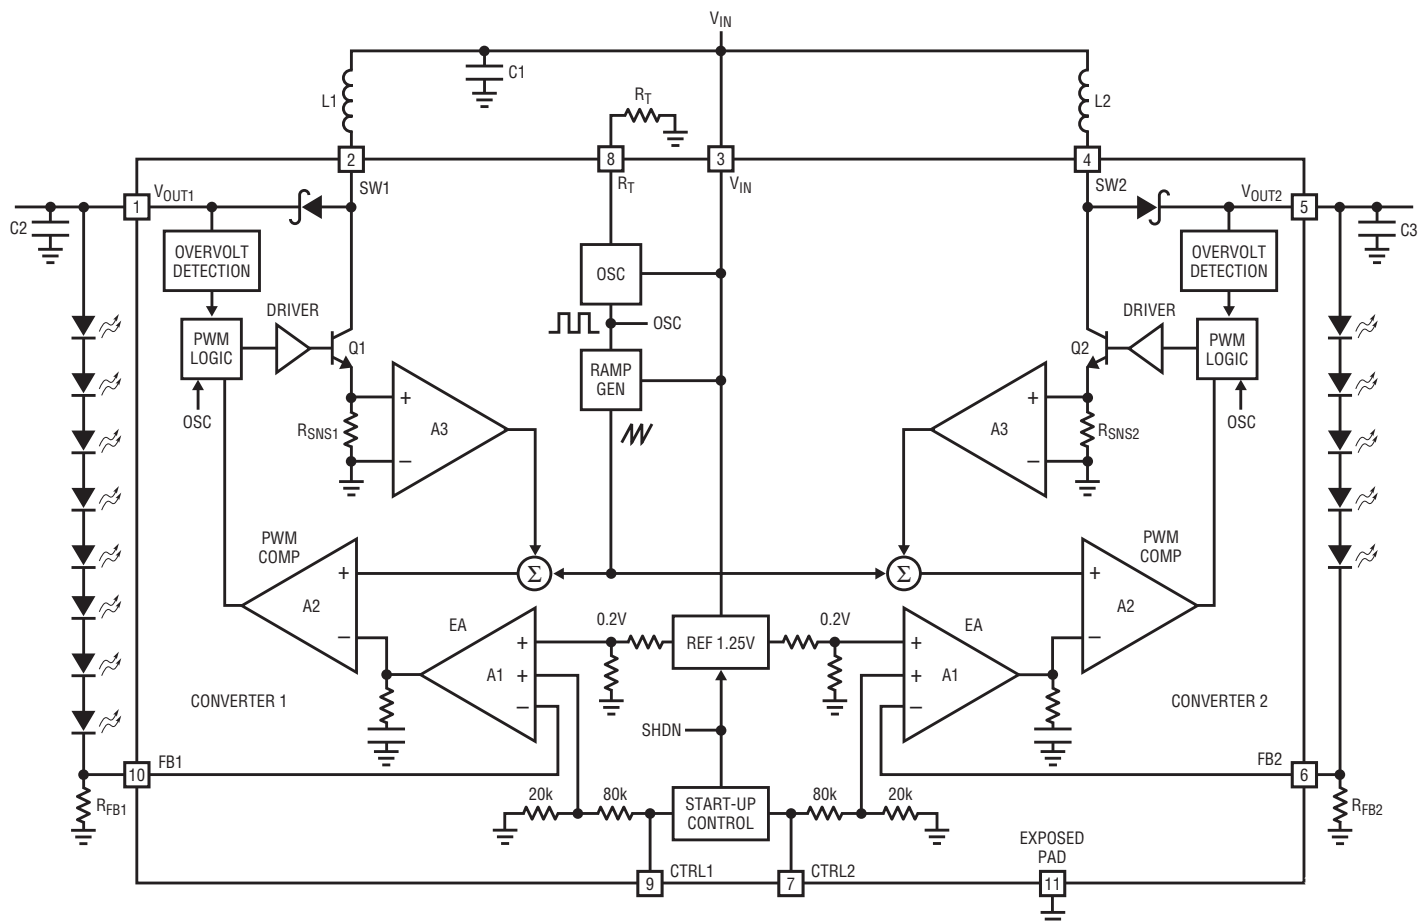 VIN
C1
L1
RT
L2
2
8
3
4
SW1
RT
VIN
SW2
VOUT1
VOUT2
1
5
C2
C3
OVERVOLT
DETECTION
OVERVOLT
DETECTION
OSC
DRIVER
DRIVER
OSC
PWM
LOGIC
Q1
Q2
PWM
LOGIC
RAMP
GEN
OSC
OSC
+
A3
–
RSNS1
+
A3
–
RSNS2
PWM
COMP
PWM
COMP
+
Σ
Σ
+
A2
A2
–
–
EA
0.2V
0.2V
EA
+
REF 1.25V
+
A1
+
+
A1
–
–
CONVERTER 1
CONVERTER 2
SHDN
FB1
FB2
10
6
RFB1
RFB2
20k
80k
START-UP
CONTROL
80k
20k
EXPOSED
PAD
CTRL1
CTRL2
9
7
11